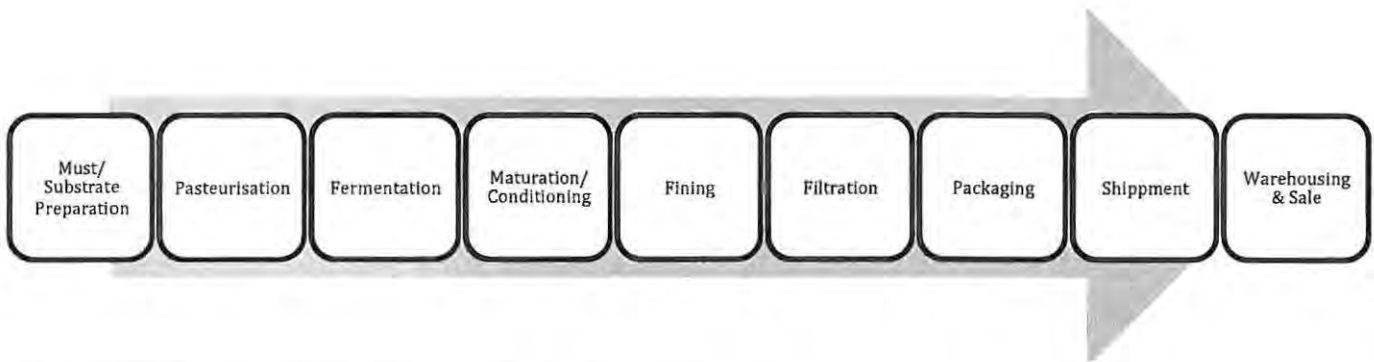 Must/
Substrate
Preparation
Pasteurisation
Fermentation
Maturation/
Conditioning
Fining
Filtration
Packaging
Shippment
Warehousing
& Sale